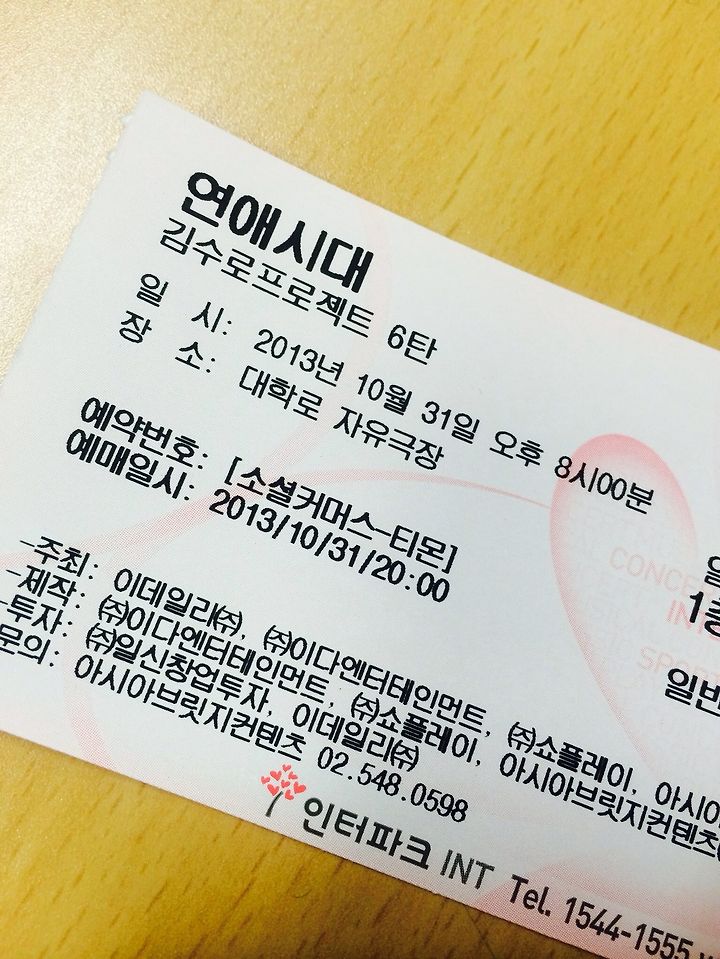 연애시대
김수로프로젝트 6탄
일 시: 2013년 10월 31일 오후 8시00분
장 소: 대학로 자유극장
예약번호: [소셜커머스-티몬]
예매일시: 2013/10/31/20:00
-주최: 이데일리㈜, ㈜이다엔터테인먼트, ㈜쇼플레이, 아시아
-제작: ㈜이다엔터테인먼트, ㈜쇼플레이, 아시아브릿지컨텐츠
-투자: ㈜일신창업투자, 이데일리㈜
문의: 아시아브릿지컨텐츠 02.548.0598
1층
일반
인터파크 INT Tel. 1544-1555